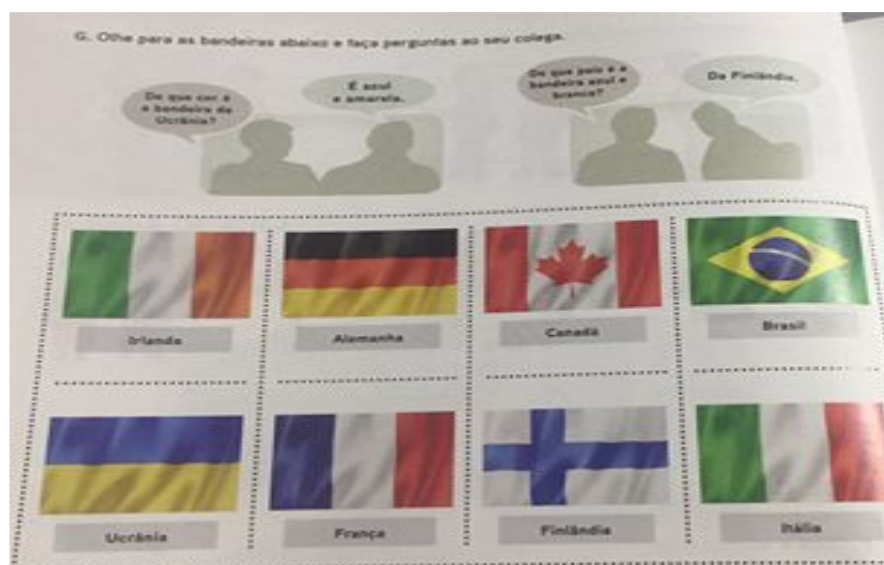 G. Olhe para as bandeiras abaixo e faça perguntas ao seu colega.
De que cor é
a bandeira da
Ucrânia?
É azul
e amarela.
De que país é a
bandeira azul e
branca?
Da Finlândia.
Irlanda
Alemanha
Canadá
Brasil
Ucrânia
França
Finlândia
Itália